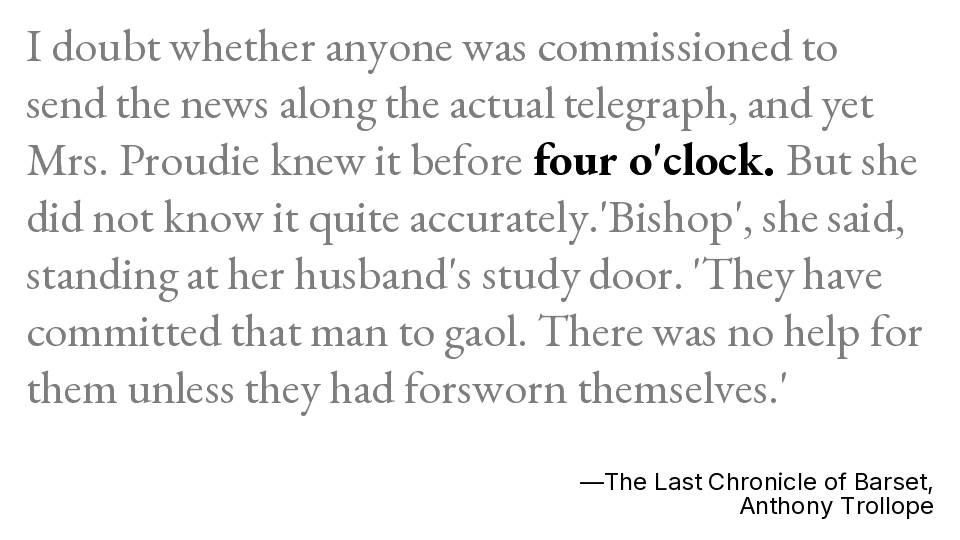 I doubt whether anyone was commissioned to
send the news along the actual telegraph, and yet
Mrs. Proudie knew it before four o'clock. But she
did not know it quite accurately.'Bishop', she said,
standing at her husband's study door. 'They have
committed that man to gaol. There was no help for
them unless they had forsworn themselves.'
—The Last Chronicle of Barset,
Anthony Trollope